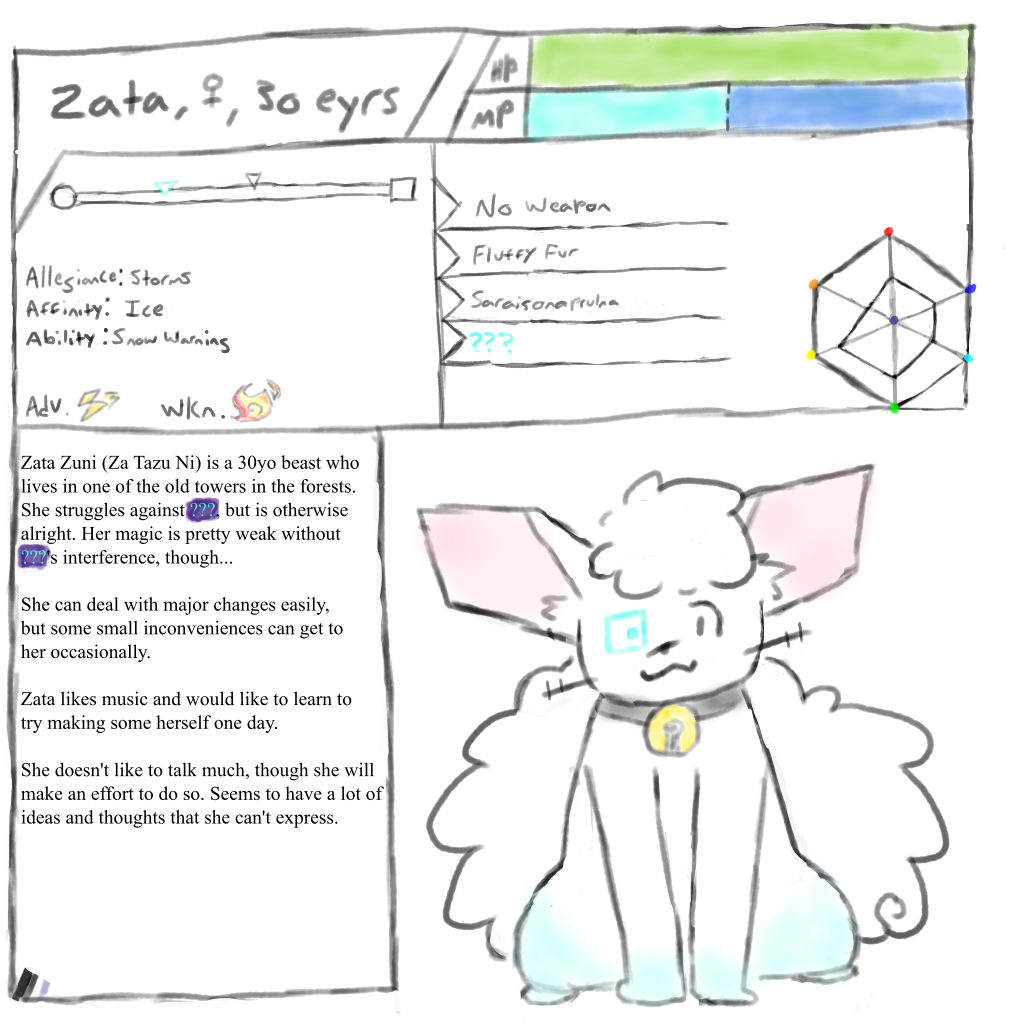 Zata, ♀, 30 eyrs
HP
MP
Allegiance: Storms
Affinity: Ice
Ability: Snow Warning
Adv.
Wkn.
No Weapon
Fluffy Fur
Saraisonapruha
???
Zata Zuni (Za Tazu Ni) is a 30yo beast who
lives in one of the old towers in the forests.
She struggles against ???, but is otherwise
alright. Her magic is pretty weak without
???'s interference, though...
She can deal with major changes easily,
but some small inconveniences can get to
her occasionally.
Zata likes music and would like to learn to
try making some herself one day.
She doesn't like to talk much, though she will
make an effort to do so. Seems to have a lot of
ideas and thoughts that she can't express.